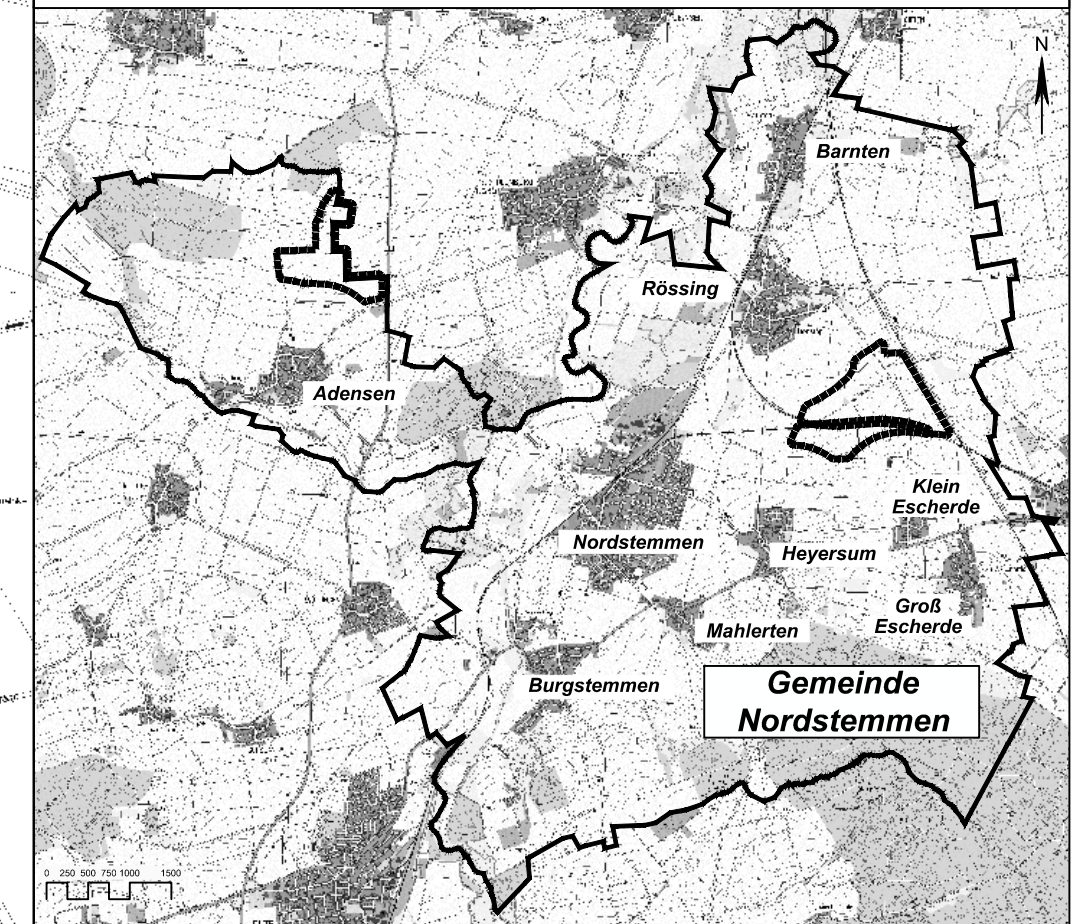 N
Barnten
Rössing
Adensen
Klein
Escherde
Nordstemmen
Heyersum
Groß
Escherde
Mahlerten
Burgstemmen
Gemeinde
Nordstemmen
0 250 500 750 1000 1500